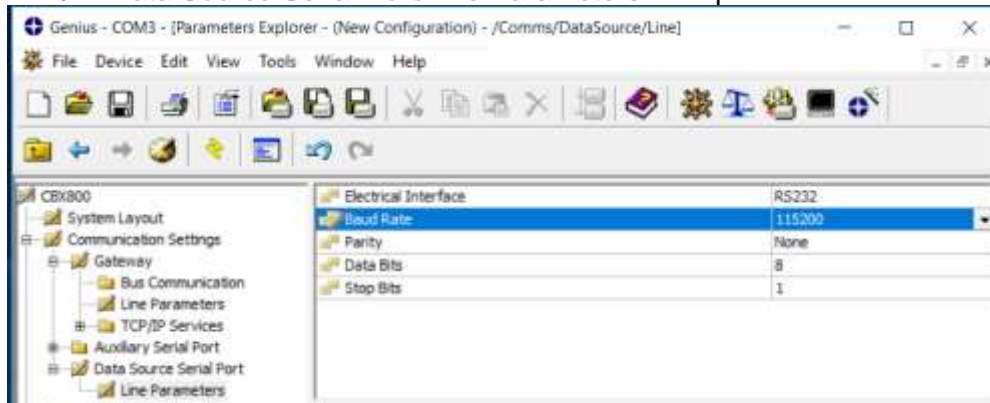 Genius - COM3 - [Parameters Explorer - (New Configuration) - /Comms/DataSource/Line]
File Device Edit View Tools Window Help
CBX800
System Layout
Communication Settings
Gateway
Bus Communication
Line Parameters
TCP/IP Services
Auxiliary Serial Port
Data Source Serial Port
Line Parameters
Electrical Interface RS232
Baud Rate 115200
Parity None
Data Bits 8
Stop Bits 1